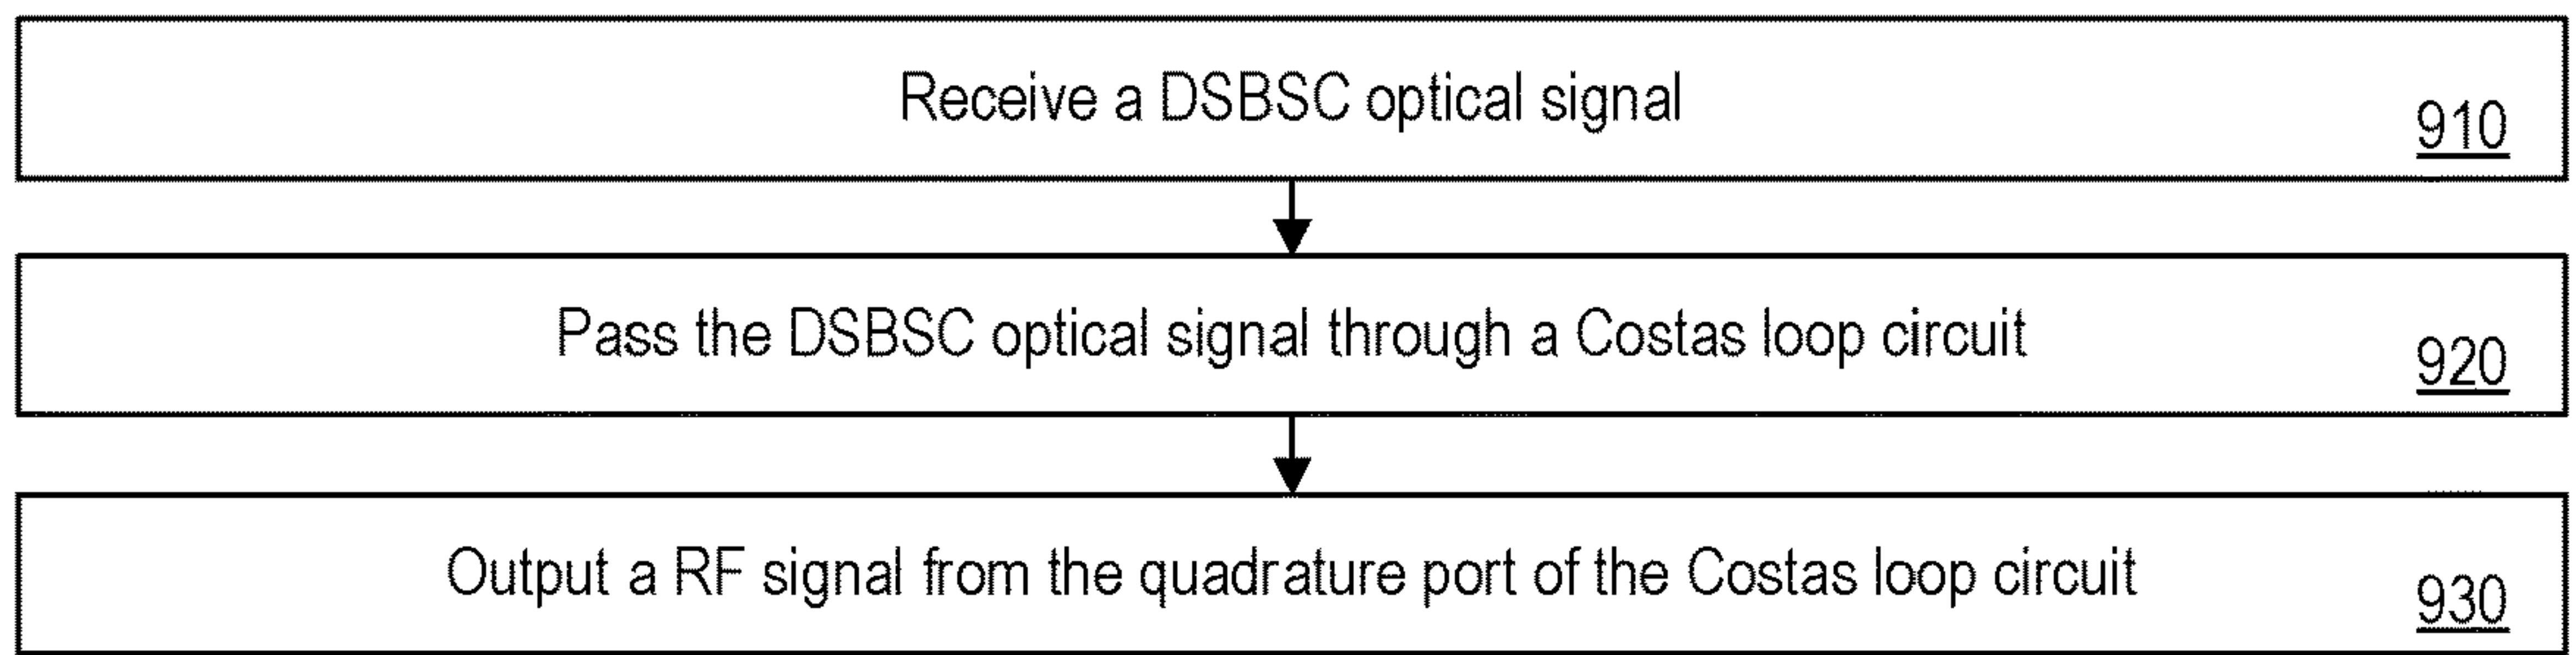 Receive a DSBSC optical signal
910
Pass the DSBSC optical signal through a Costas loop circuit
920
Output a RF signal from the quadrature port of the Costas loop circuit
930